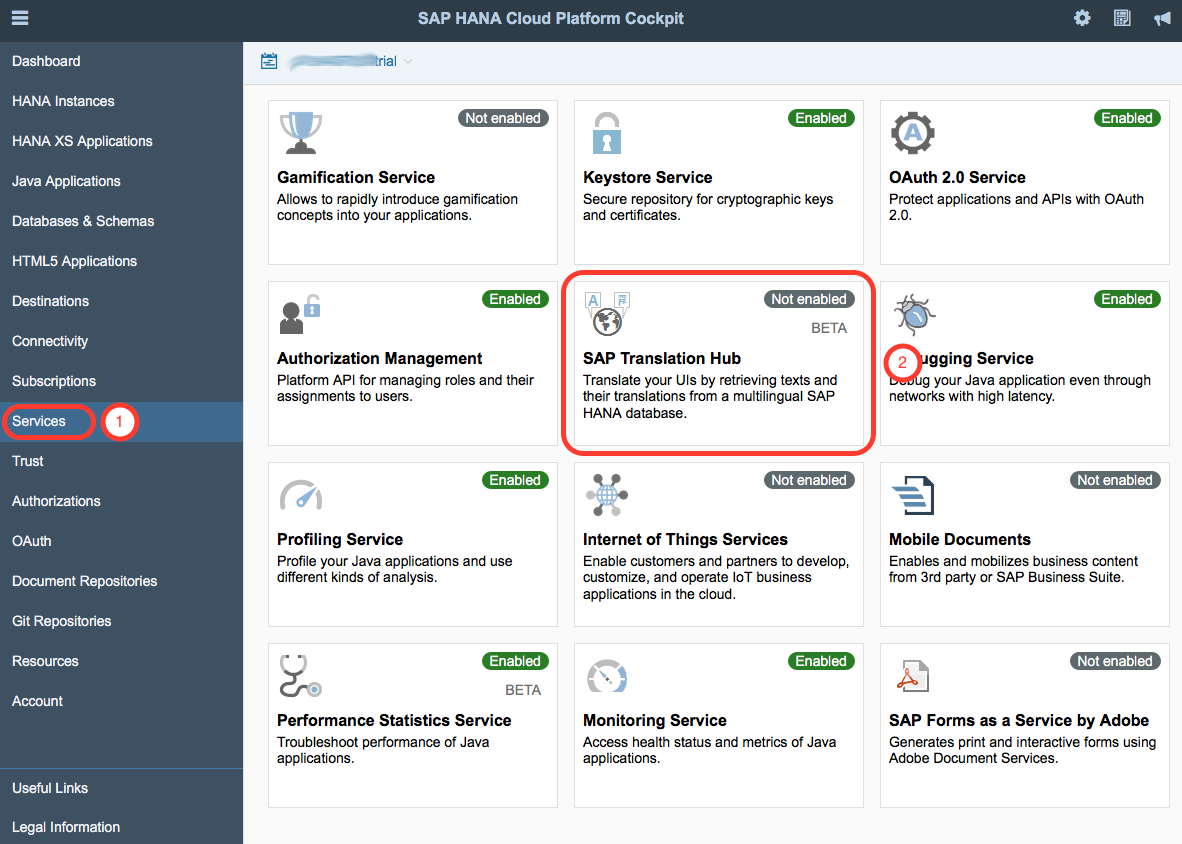 SAP HANA Cloud Platform Cockpit
trial
Dashboard
HANA Instances
HANA XS Applications
Java Applications
Databases & Schemas
HTML5 Applications
Destinations
Connectivity
Subscriptions
Services
1
Trust
Authorizations
OAuth
Document Repositories
Git Repositories
Resources
Account
Useful Links
Legal Information
Not enabled
Gamification Service
Allows to rapidly introduce gamification
concepts into your applications.
Enabled
Keystore Service
Secure repository for cryptographic keys
and certificates.
Enabled
A
OAuth 2.0 Service
Protect applications and APIs with OAuth
2.0.
Enabled
Authorization Management
Platform API for managing roles and their
assignments to users.
A
Not enabled
BETA
SAP Translation Hub
Translate your UIs by retrieving texts and
their translations from a multilingual SAP
HANA database.
Enabled
2
ugging Service
Debug your Java application even through
networks with high latency.
Enabled
Profiling Service
Profile your Java applications and use
different kinds of analysis.
Not enabled
Internet of Things Services
Enable customers and partners to develop,
customize, and operate IoT business
applications in the cloud.
Not enabled
Mobile Documents
Enables and mobilizes business content
from 3rd party or SAP Business Suite.
Enabled
BETA
Performance Statistics Service
Troubleshoot performance of Java
applications.
Enabled
Monitoring Service
Access health status and metrics of Java
applications.
Not enabled
SAP Forms as a Service by Adobe
Generates print and interactive forms using
Adobe Document Services.